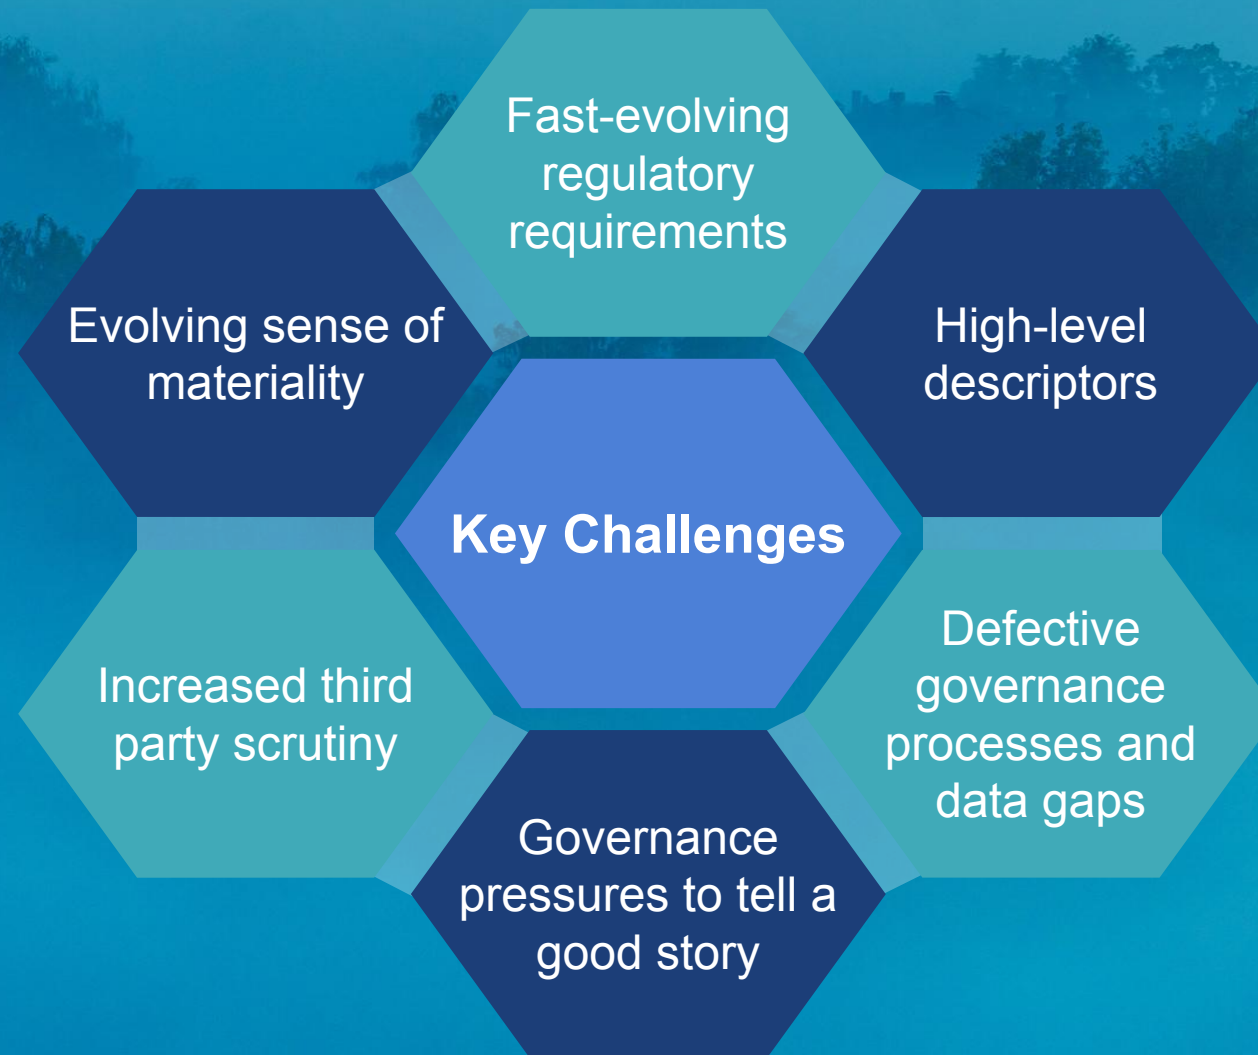 Fast-evolving
regulatory
requirements
Evolving sense of
materiality
High-level
descriptors
Key Challenges
Increased third
party scrutiny
Defective
governance
processes and
data gaps
Governance
pressures to tell a
good story